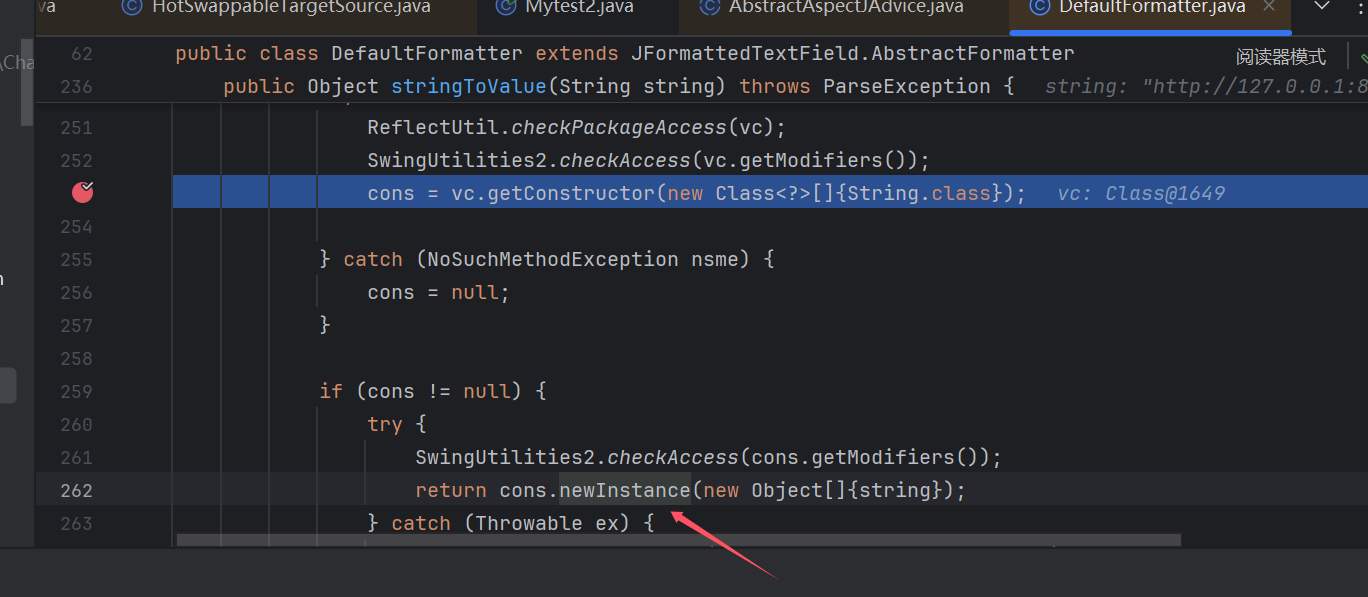 va HotSwappableTargetSource.java Mytest2.java AbstractAspectJAdvice.java DefaultFormatter.java
\Cha 62 public class DefaultFormatter extends JFormattedTextField.AbstractFormatter 阅读器模式
236 public Object stringToValue(String string) throws ParseException { string: "http://127.0.0.1:8
251 ReflectUtil.checkPackageAccess(vc);
252 SwingUtilities2.checkAccess(vc.getModifiers());
cons = vc.getConstructor(new Class<?>[]{String.class}); vc: Class@1649
254
255 } catch (NoSuchMethodException nsme) {
256 cons = null;
257 }
258
259 if (cons != null) {
260 try {
261 SwingUtilities2.checkAccess(cons.getModifiers());
262 return cons.newInstance(new Object[]{string});
263 } catch (Throwable ex) {